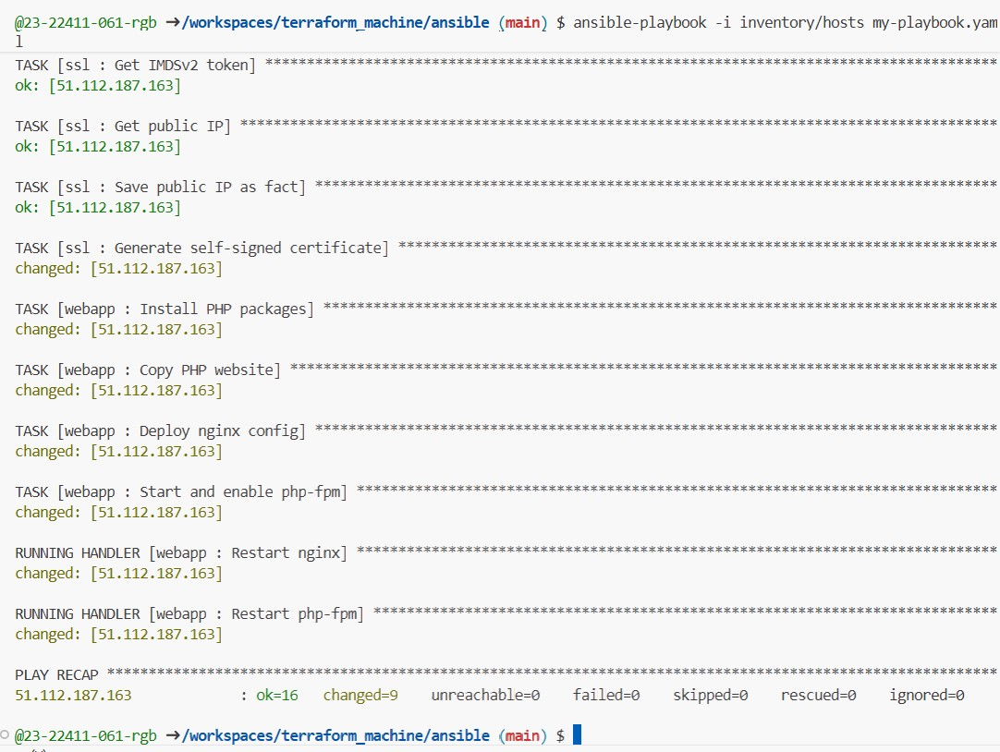 @23-22411-061-rgb →/workspaces/terraform_machine/ansible (main) $ ansible-playbook -i inventory/hosts my-playbook.yam
l
TASK [ssl : Get IMDSv2 token] ****************************************************************************************
ok: [51.112.187.163]
TASK [ssl : Get public IP] *******************************************************************************************
ok: [51.112.187.163]
TASK [ssl : Save public IP as fact] **********************************************************************************
ok: [51.112.187.163]
TASK [ssl : Generate self-signed certificate] ************************************************************************
changed: [51.112.187.163]
TASK [webapp : Install PHP packages] *********************************************************************************
changed: [51.112.187.163]
TASK [webapp : Copy PHP website] *************************************************************************************
changed: [51.112.187.163]
TASK [webapp : Deploy nginx config] **********************************************************************************
changed: [51.112.187.163]
TASK [webapp : Start and enable php-fpm] *****************************************************************************
changed: [51.112.187.163]
RUNNING HANDLER [webapp : Restart nginx] *****************************************************************************
changed: [51.112.187.163]
RUNNING HANDLER [webapp : Restart php-fpm] ***************************************************************************
changed: [51.112.187.163]
PLAY RECAP ***********************************************************************************************************
51.112.187.163 : ok=16 changed=9 unreachable=0 failed=0 skipped=0 rescued=0 ignored=0
@23-22411-061-rgb →/workspaces/terraform_machine/ansible (main) $